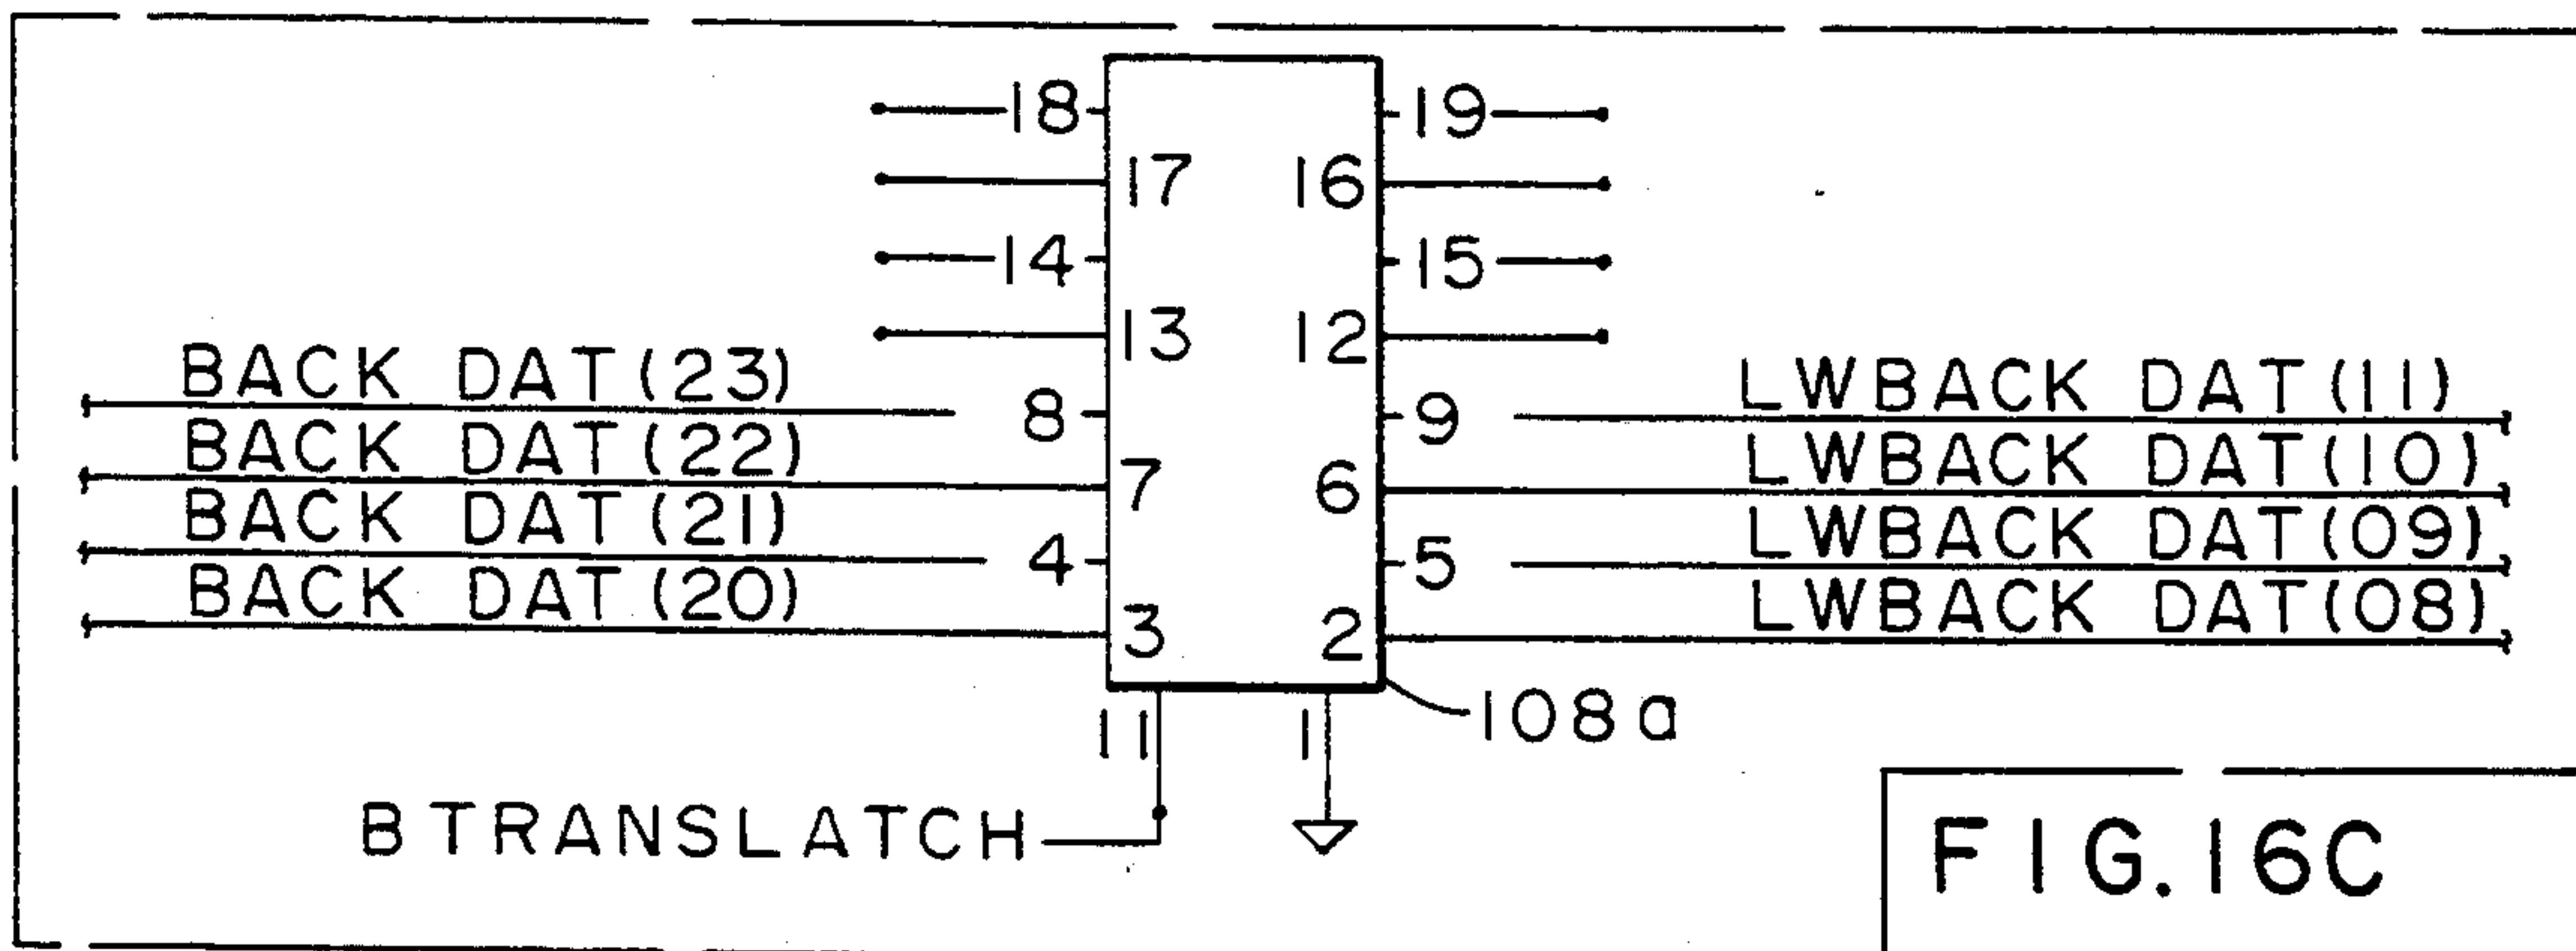 18 19
17 16
14 15
13 12
BACK DAT(23) 8 9 LWBACK DAT(11)
BACK DAT(22) 7 6 LWBACK DAT(10)
BACK DAT(21) 4 5 LWBACK DAT(09)
BACK DAT(20) 3 2 LWBACK DAT(08)
11 1 108a
BTRANSLATCH
FIG.16C